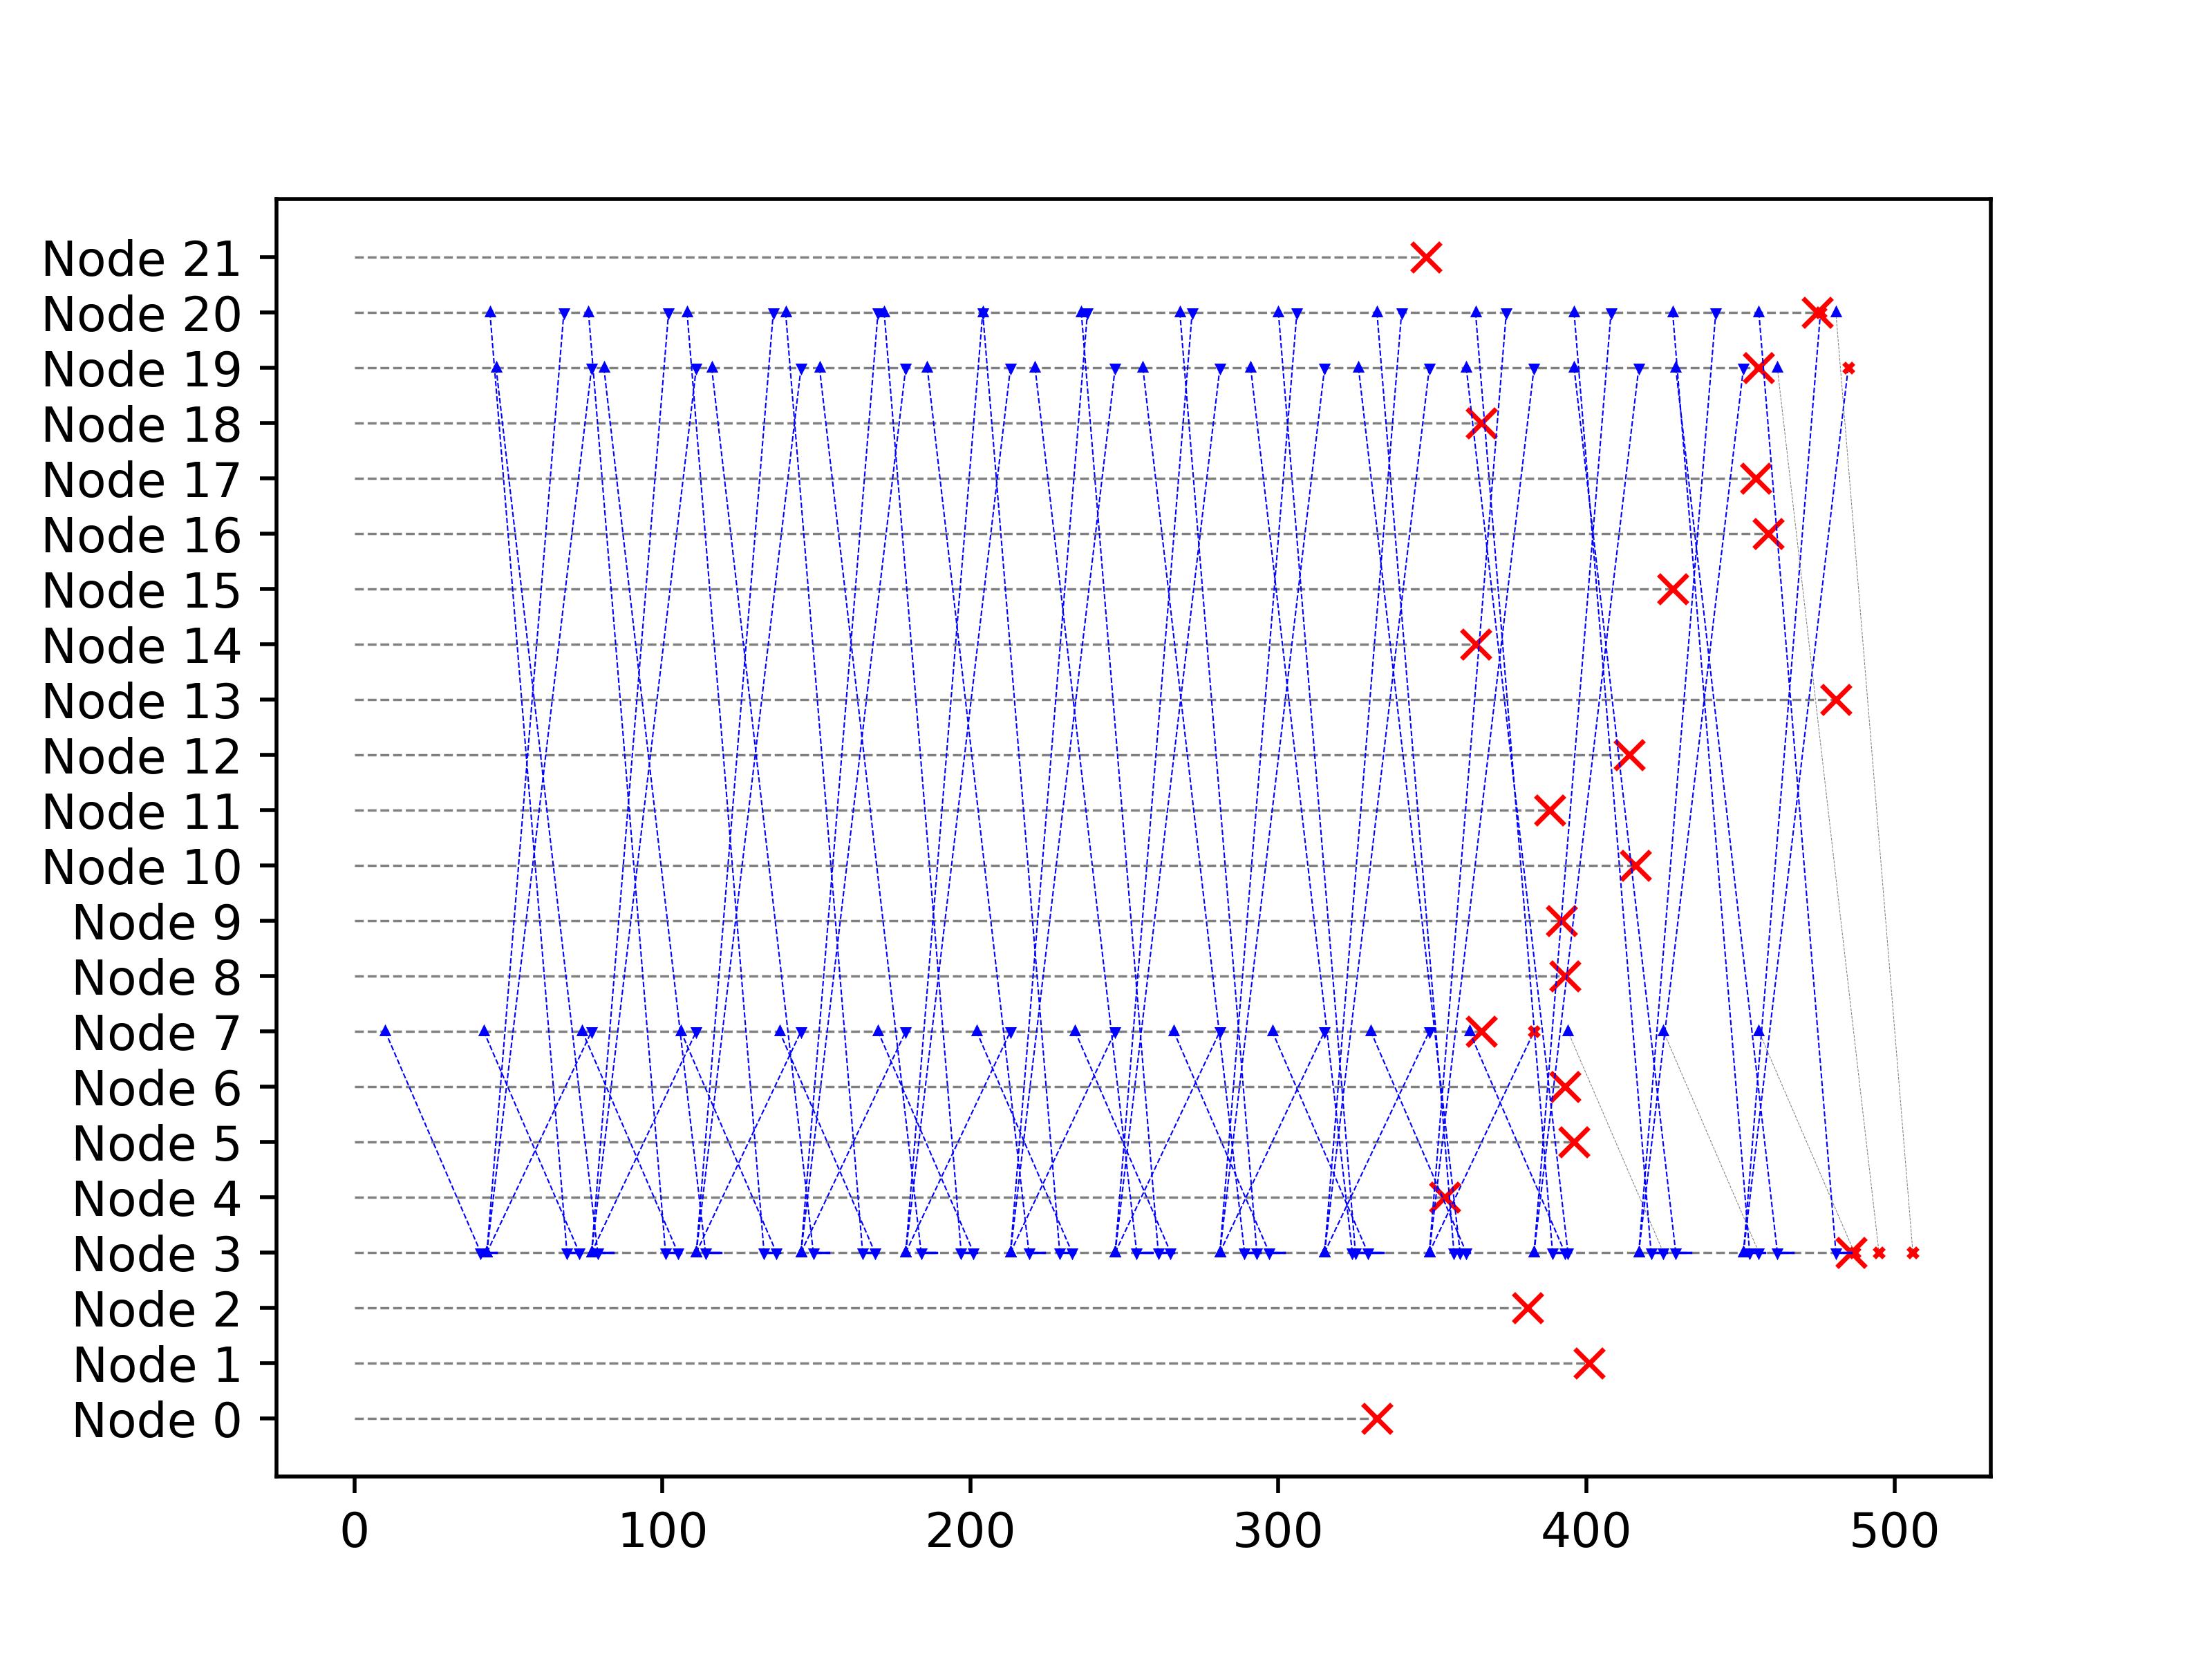 Node 21
Node 20
Node 19
Node 18
Node 17
Node 16
Node 15
Node 14
Node 13
Node 12
Node 11
Node 10
Node 9
Node 8
Node 7
Node 6
Node 5
Node 4
Node 3
Node 2
Node 1
Node 0
0 100 200 300 400 500